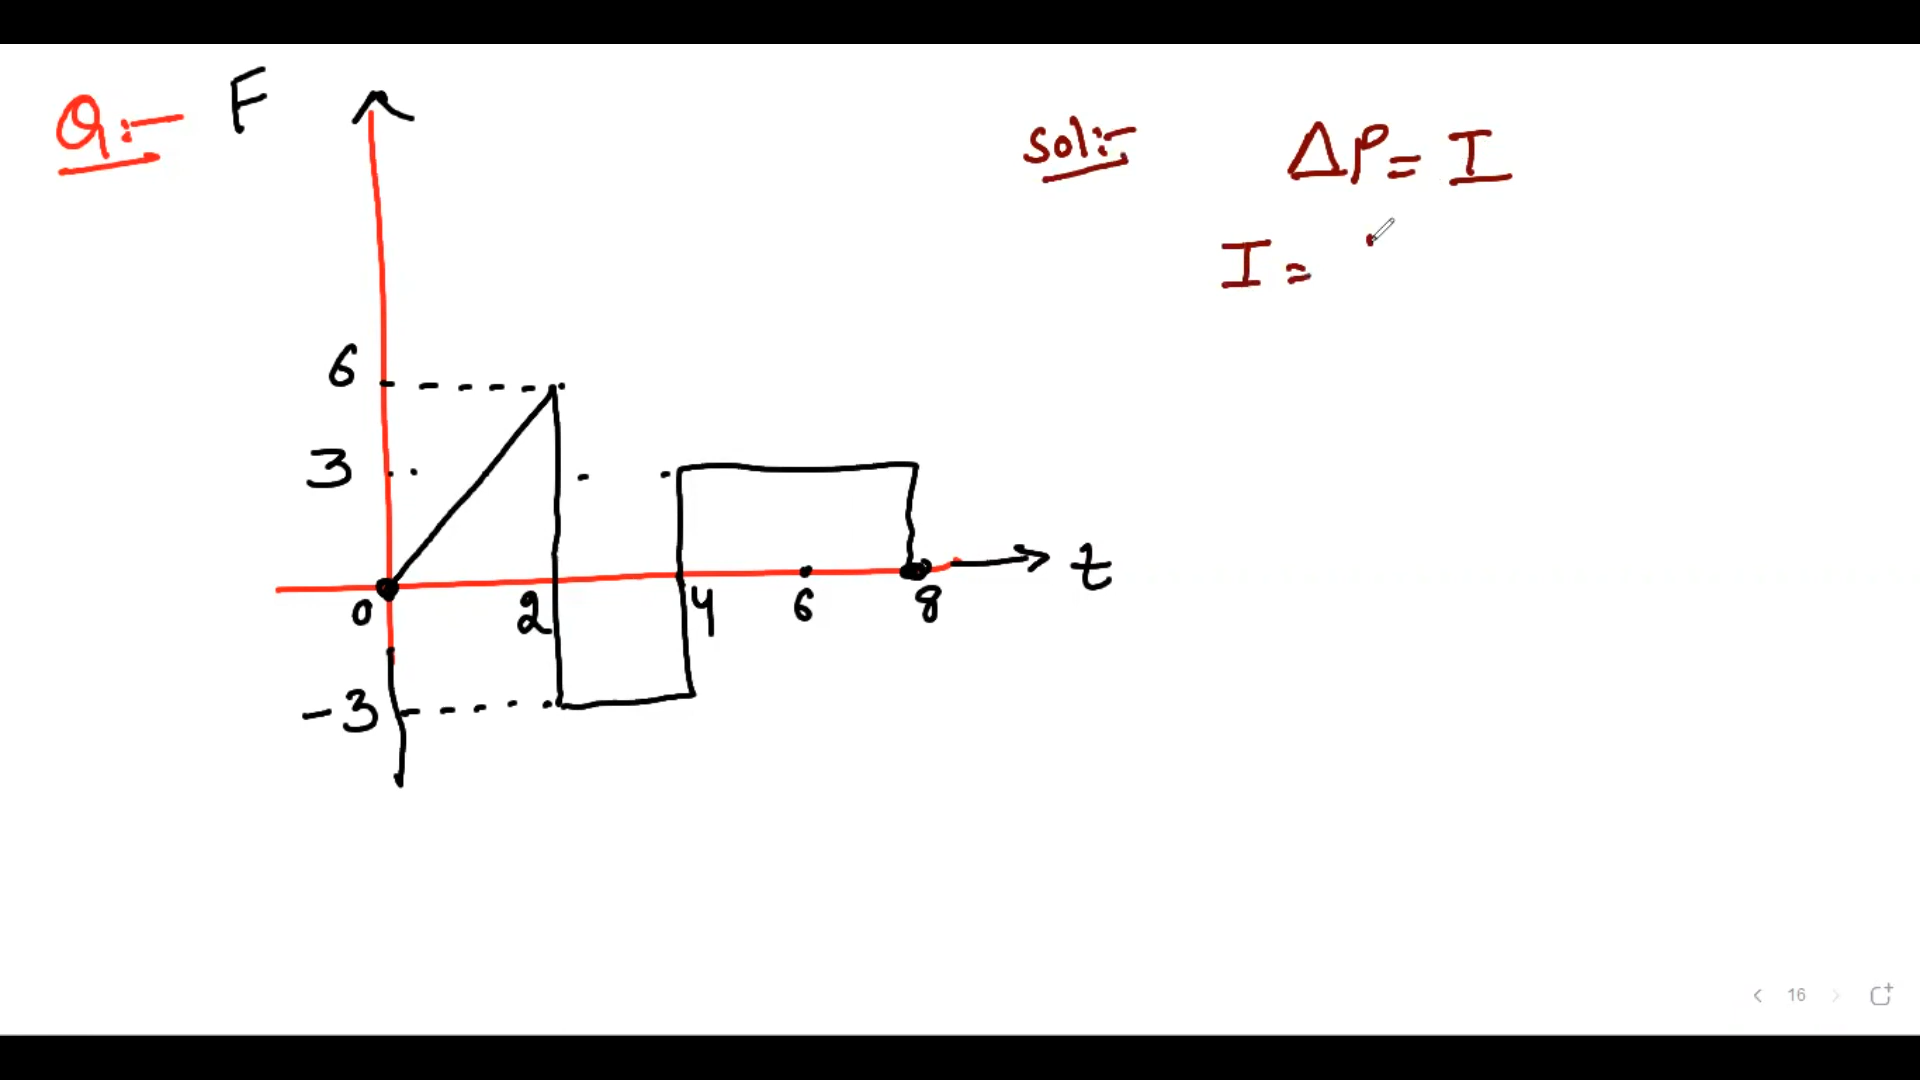 Q:-
F
Sol:-
ΔP = I
I =
6
3
0
2
4
6
8
t
-3
16